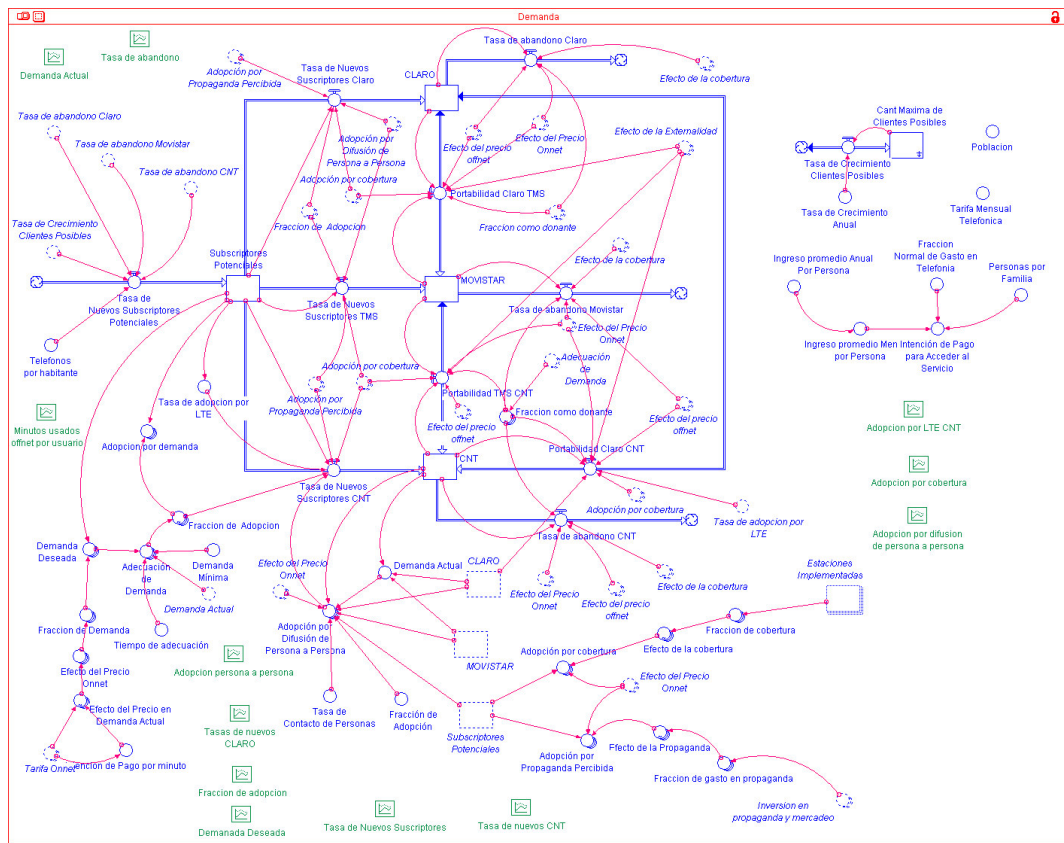 Demanda
Demanda Actual
Tasa de abandono
Adopción por
Propaganda Percibida
Tasa de Nuevos
Suscriptores Claro
CLARO
Tasa de abandono Claro
Efecto de la cobertura
Tasa de abandono Claro
Tasa de abandono Movistar
Tasa de abandono CNT
Tasa de Crecimiento
Clientes Posibles
Adopción por
Difusión de
Persona a Persona
Adopción por cobertura
Fraccion de Adopcion
Efecto del precio
offnet
Efecto del Precio
Onnet
Efecto de la Externalidad
Portabilidad Claro TMS
Fraccion como donante
Cant Maxima de
Clientes Posibles
Tasa de Crecimiento
Clientes Posibles
Tasa de Crecimiento
Anual
Poblacion
Tarifa Mensual
Telefonica
Subscriptores
Potenciales
Tasa de
Nuevos Subscriptores
Potenciales
Telefonos
por habitante
Tasa de Nuevos
Suscriptores TMS
MOVISTAR
Efecto de la cobertura
Tasa de abandono Movistar
Efecto del Precio
Onnet
Ingreso promedio Anual
Por Persona
Fraccion
Normal de Gasto en
Telefonia
Personas por
Familia
Ingreso promedio Men
por Persona
Intención de Pago
para Acceder al
Servicio
Adopción por cobertura
Adopción por
Propaganda Percibida
Portabilidad TMS CNT
Adecuación
de
Demanda
Efecto del precio
offnet
Fraccion como donante
Efecto del precio
offnet
Tasa de adopcion por
LTE
Minutos usados
offnet por usuario
Adopcion por demanda
Tasa de Nuevos
Suscriptores CNT
CNT
Portabilidad Claro CNT
Adopción por cobertura
Tasa de adopcion por
LTE
Adopcion por LTE CNT
Adopcion por cobertura
Adopcion por difusion
de persona a persona
Fraccion de Adopcion
Demanda
Deseada
Adecuación
de
Demanda
Demanda
Mínima
Demanda Actual
Tiempo de adecuación
Fraccion de Demanda
Efecto del Precio
Onnet
Efecto del Precio en
Demanda Actual
Tarifa Onnet
encion de Pago por minuto
Efecto del Precio
Onnet
Demanda Actual
CLARO
Tasa de abandono CNT
Efecto del Precio
Onnet
Efecto del precio
offnet
Efecto de la cobertura
Estaciones
Implementadas
Adopción por
Difusión de
Persona a Persona
MOVISTAR
Adopción por cobertura
Efecto de la cobertura
Fraccion de cobertura
Efecto del Precio
Onnet
Tasa de
Contacto de Personas
Fracción de
Adopción
Subscriptores
Potenciales
Adopción por
Propaganda Percibida
Ffecto de la Propaganda
Fraccion de gasto en propaganda
Inversion en
propaganda y mercadeo
Adopcion persona a persona
Tasas de nuevos
CLARO
Fraccion de adopcion
Demanada Deseada
Tasa de Nuevos Suscriptores
Tasa de nuevos CNT